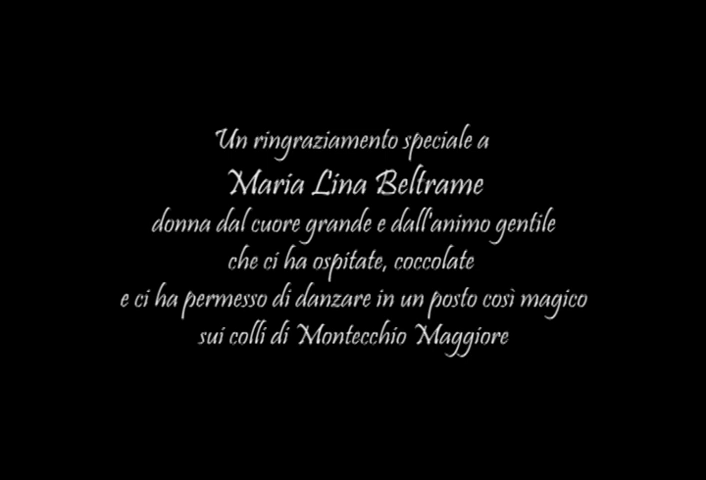 Un ringraziamento speciale a
Maria Lina Beltrame
donna dal cuore grande e dall'animo gentile
che ci ha ospitate, coccolate
e ci ha permesso di danzare in un posto così magico
sui colli di Montecchio Maggiore